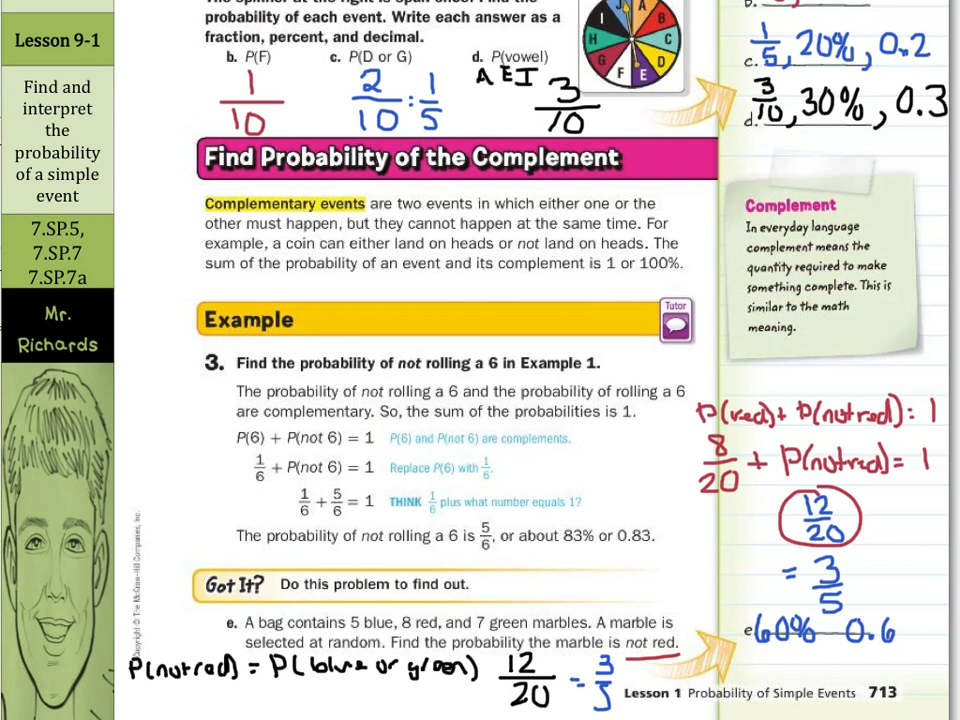 Lesson 9-1
Find and
interpret
the
probability
of a simple
event
7.SP.5,
7.SP.7
7.SP.7a
Mr.
Richards
probability of each event. Write each answer as a
fraction, percent, and decimal.
b. P(F) c. P(D or G) d. P(vowel)
A E I
1/10 2/10 : 1/5 3/10
J A B C D E F G H I
b.
c. 1/5, 20%, 0.2
d. 3/10, 30%, 0.3
Find Probability of the Complement
Complementary events are two events in which either one or the
other must happen, but they cannot happen at the same time. For
example, a coin can either land on heads or not land on heads. The
sum of the probability of an event and its complement is 1 or 100%.
Complement
In everyday language
complement means the
quantity required to make
something complete. This is
similar to the math
meaning.
Example
Tutor
3. Find the probability of not rolling a 6 in Example 1.
The probability of not rolling a 6 and the probability of rolling a 6
are complementary. So, the sum of the probabilities is 1.
P(6) + P(not 6) = 1 P(6) and P(not 6) are complements.
1/6 + P(not 6) = 1 Replace P(6) with 1/6.
1/6 + 5/6 = 1 THINK 1/6 plus what number equals 1?
The probability of not rolling a 6 is 5/6, or about 83% or 0.83.
P(red) + P(not red) = 1
8/20 + P(not red) = 1
12/20
= 3/5
e. 60% 0.6
Got It? Do this problem to find out.
e. A bag contains 5 blue, 8 red, and 7 green marbles. A marble is
selected at random. Find the probability the marble is not red.
P(not red) = P(blue or green) 12/20 = 3/5
Lesson 1 Probability of Simple Events 713
Copyright © The McGraw-Hill Companies, Inc.